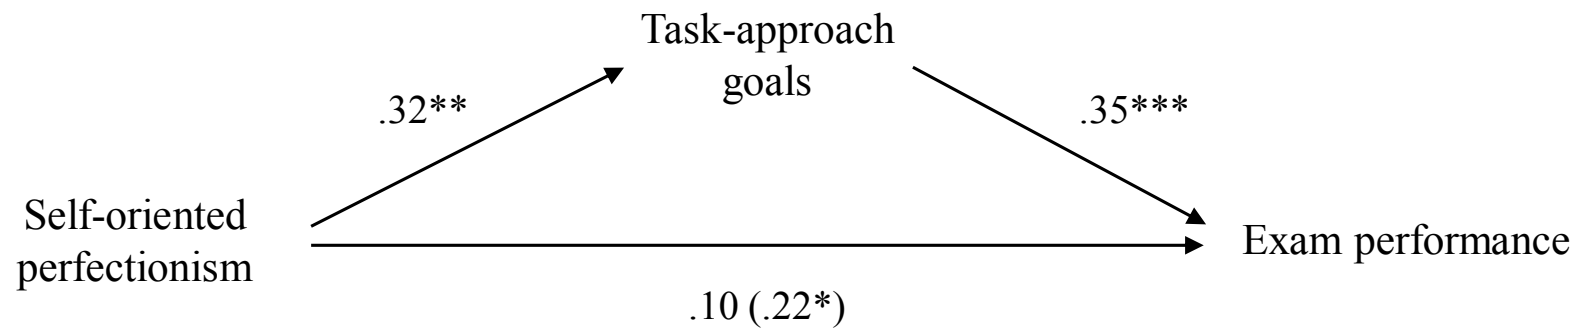 Task-approach
goals
.32**
.35***
Self-oriented
perfectionism
Exam performance
.10 (.22*)